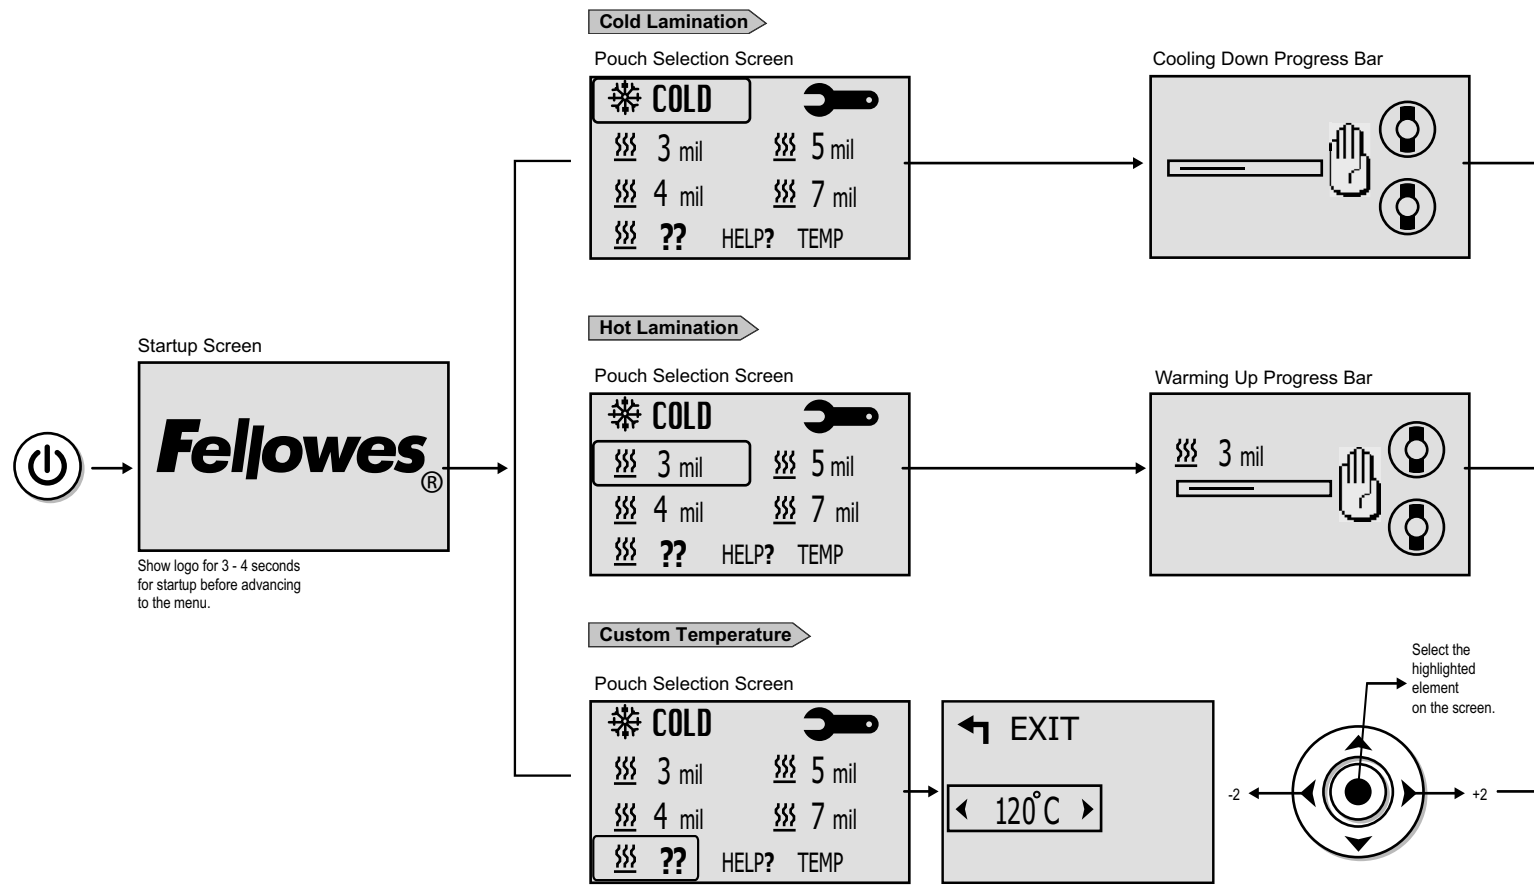 Cold Lamination
Pouch Selection Screen
COLD
3 mil
5 mil
4 mil
7 mil
??
HELP?
TEMP
Cooling Down Progress Bar
Startup Screen
Fellowes®
Show logo for 3 - 4 seconds
for startup before advancing
to the menu.
Hot Lamination
Pouch Selection Screen
COLD
3 mil
5 mil
4 mil
7 mil
??
HELP?
TEMP
Warming Up Progress Bar
3 mil
Custom Temperature
Pouch Selection Screen
COLD
3 mil
5 mil
4 mil
7 mil
??
HELP?
TEMP
EXIT
120°C
Select the
highlighted
element
on the screen.
-2
+2